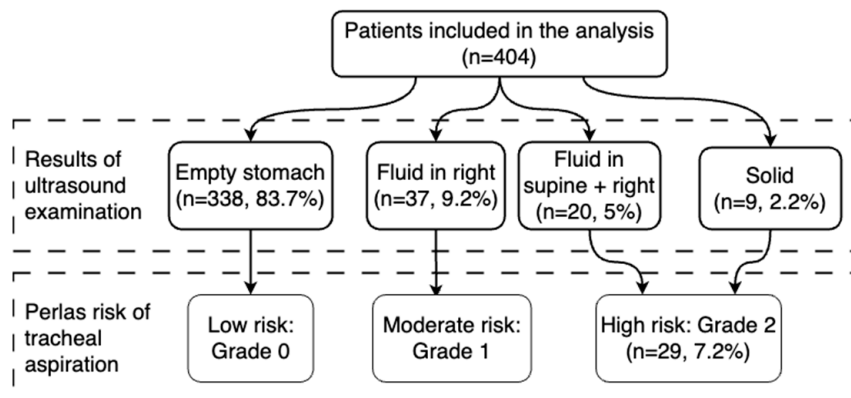 Patients included in the analysis
(n=404)
Results of
ultrasound
examination
Empty stomach
(n=338, 83.7%)
Fluid in right
(n=37, 9.2%)
Fluid in
supine + right
(n=20, 5%)
Solid
(n=9, 2.2%)
Perlas risk of
tracheal
aspiration
Low risk:
Grade 0
Moderate risk:
Grade 1
High risk: Grade 2
(n=29, 7.2%)